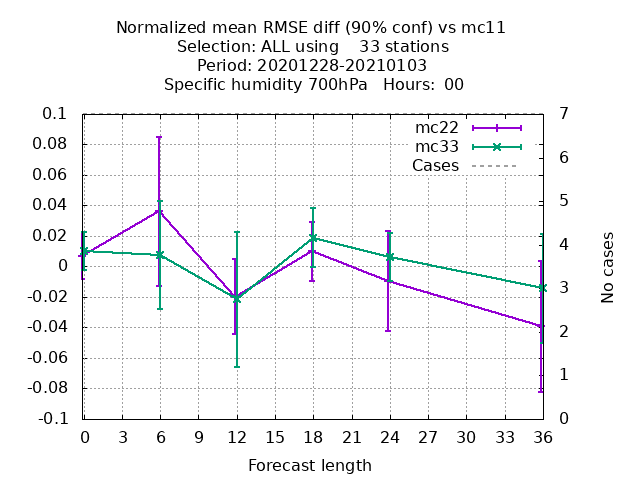 Normalized mean RMSE diff (90% conf) vs mc11
Selection: ALL using    33 stations
Period: 20201228-20210103
Specific humidity 700hPa   Hours:  00
0.1
0.08
0.06
0.04
0.02
0
-0.02
-0.04
-0.06
-0.08
-0.1
mc22
mc33
Cases
7
6
5
4
3
2
1
0
No cases
0 3 6 9 12 15 18 21 24 27 30 33 36
Forecast length